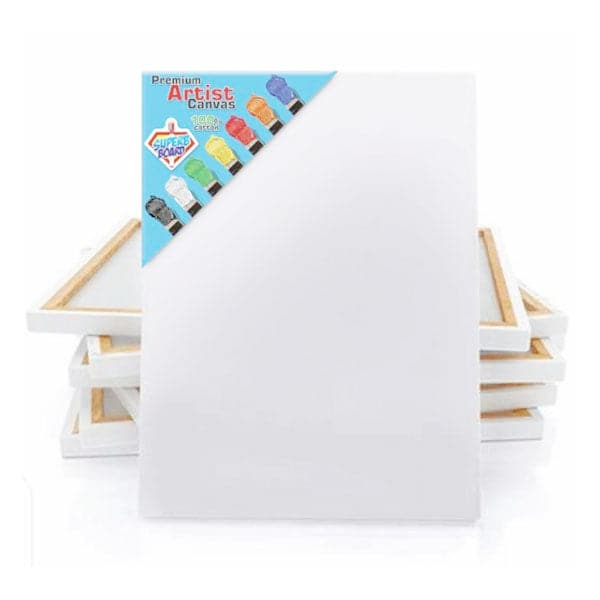 Premium
Artist
Canvas
100%
cotton
SUPERB
BOARD